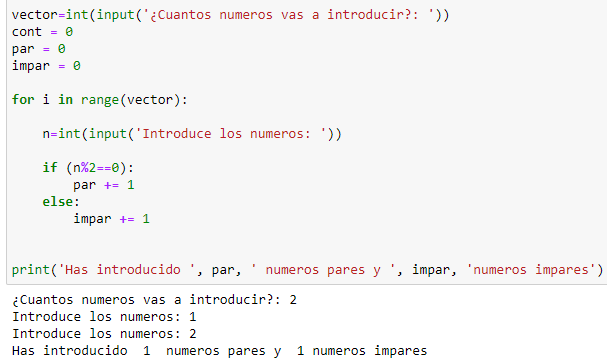 vector=int(input('¿Cuantos numeros vas a introducir?: '))
cont = 0
par = 0
impar = 0
for i in range(vector):
    n=int(input('Introduce los numeros: '))
    if (n%2==0):
        par += 1
    else:
        impar += 1
print('Has introducido ', par, ' numeros pares y ', impar, 'numeros impares')
¿Cuantos numeros vas a introducir?: 2
Introduce los numeros: 1
Introduce los numeros: 2
Has introducido  1  numeros pares y  1 numeros impares